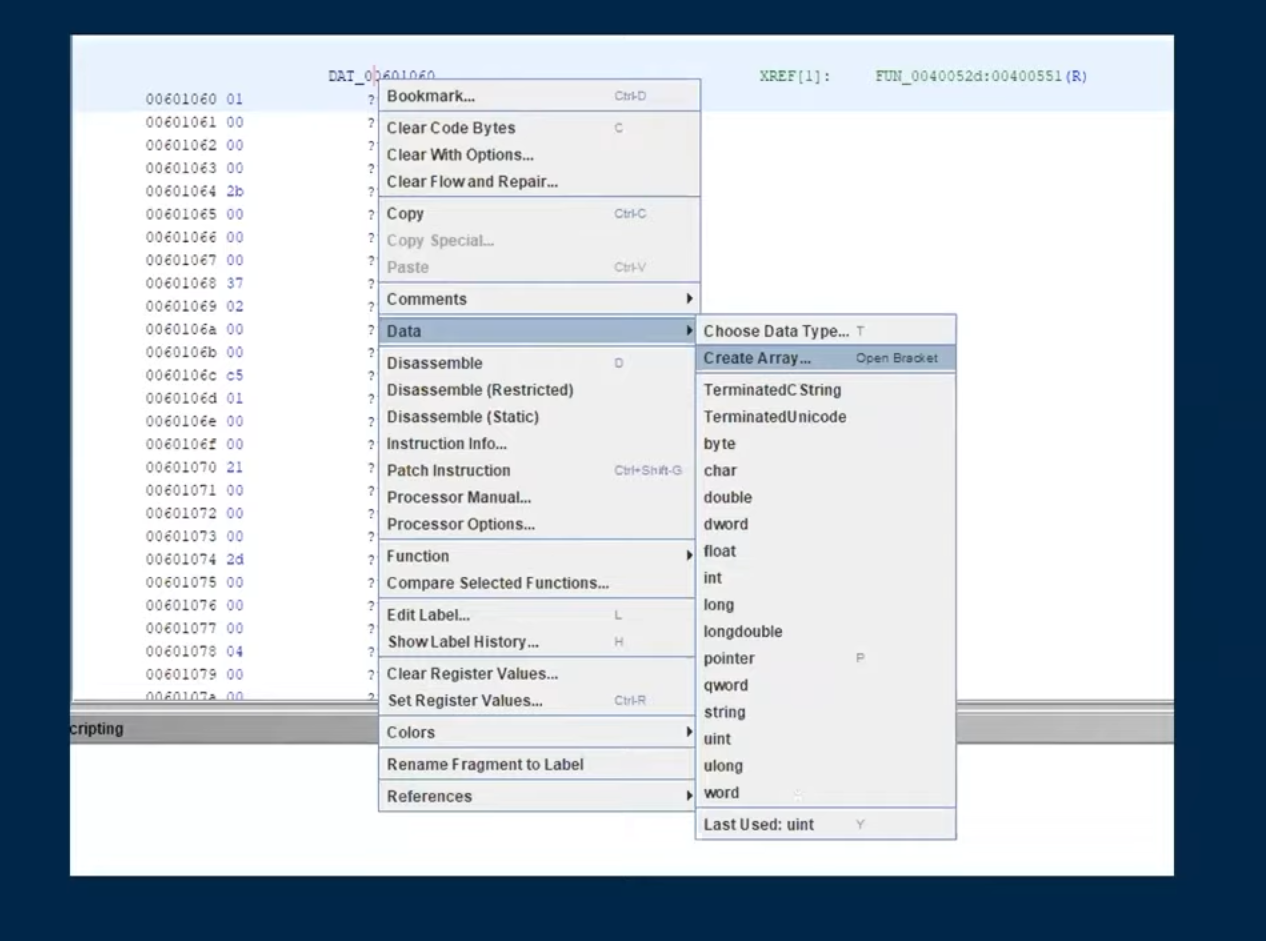 DAT_00601060 XREF[1]: FUN_0040052d:00400551(R)
00601060 01 ?
00601061 00 ?
00601062 00 ?
00601063 00 ?
00601064 2b ?
00601065 00 ?
00601066 00 ?
00601067 00 ?
00601068 37 ?
00601069 02 ?
0060106a 00 ?
0060106b 00 ?
0060106c c5 ?
0060106d 01 ?
0060106e 00 ?
0060106f 00 ?
00601070 21 ?
00601071 00 ?
00601072 00 ?
00601073 00 ?
00601074 2d ?
00601075 00 ?
00601076 00 ?
00601077 00 ?
00601078 04 ?
00601079 00 ?
0060107a 00 ?
cripting
Bookmark... Ctrl-D
Clear Code Bytes C
Clear With Options...
Clear Flow and Repair...
Copy Ctrl-C
Copy Special...
Paste Ctrl-V
Comments
Data
Disassemble D
Disassemble (Restricted)
Disassemble (Static)
Instruction Info...
Patch Instruction Ctrl+Shift-G
Processor Manual...
Processor Options...
Function
Compare Selected Functions...
Edit Label... L
Show Label History... H
Clear Register Values...
Set Register Values... Ctrl-R
Colors
Rename Fragment to Label
References
Choose Data Type... T
Create Array... Open Bracket
TerminatedCString
TerminatedUnicode
byte
char
double
dword
float
int
long
longdouble
pointer P
qword
string
uint
ulong
word
Last Used: uint Y